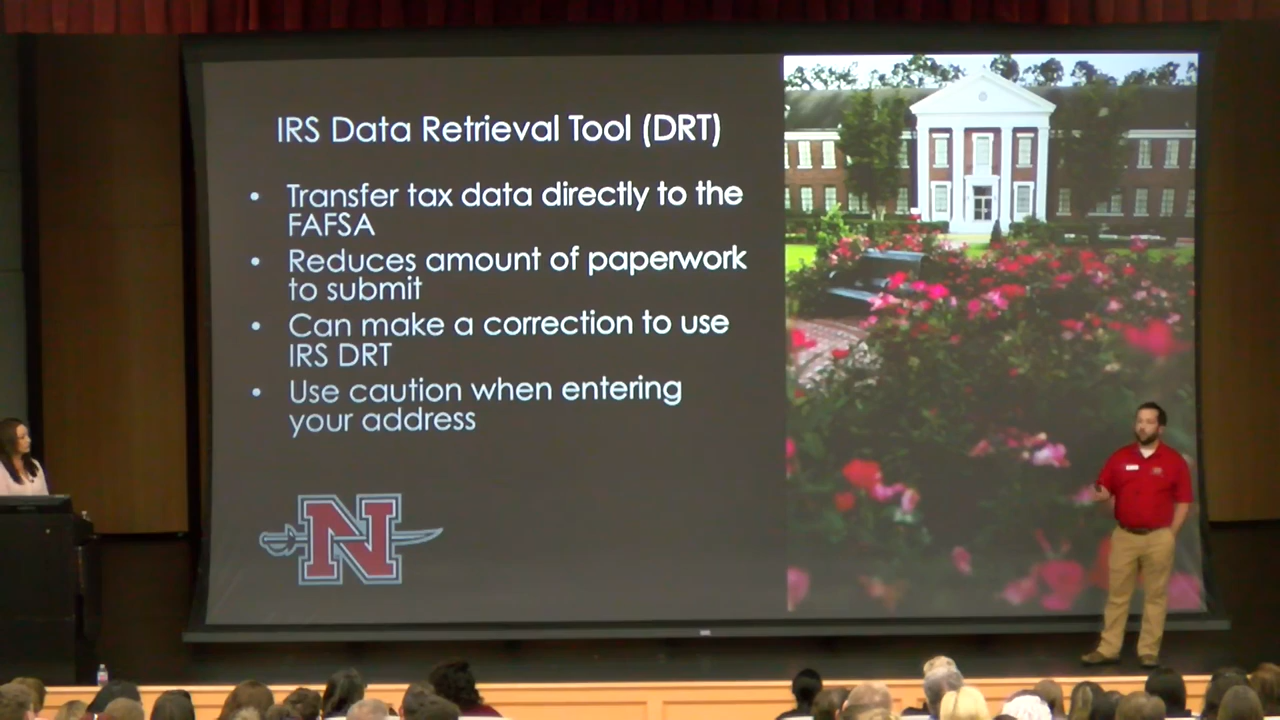 IRS Data Retrieval Tool (DRT)
• Transfer tax data directly to the
FAFSA
• Reduces amount of paperwork
to submit
• Can make a correction to use
IRS DRT
• Use caution when entering
your address
N